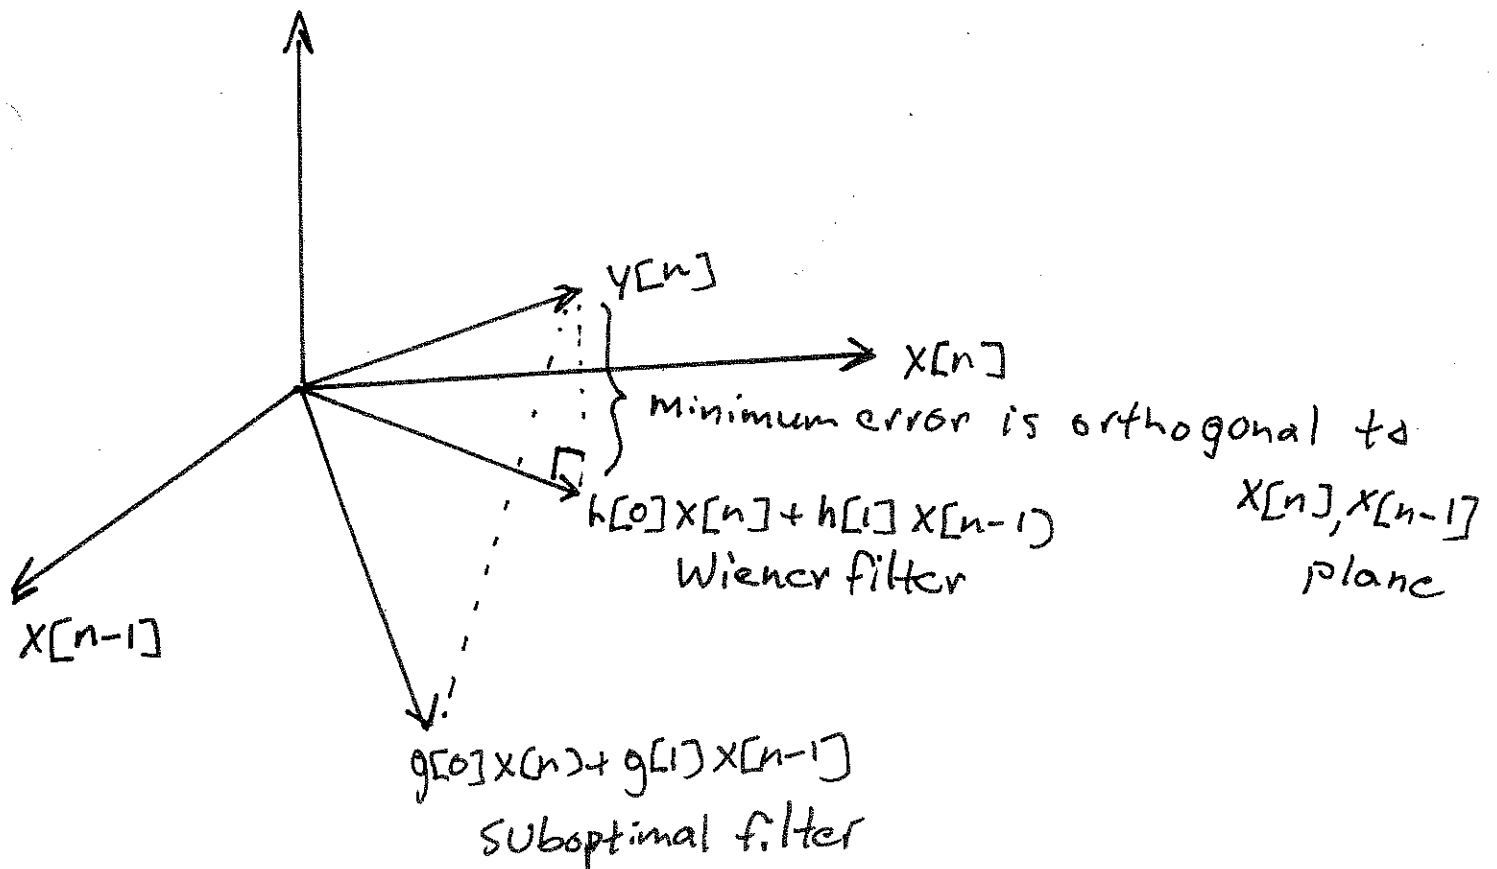 y[n]
x[n]
minimum error is orthogonal to
x[n], x[n-1]
plane
h[0]x[n]+h[1]x[n-1)
Wiener filter
x[n-1]
g[0]x(n)+g[1)x[n-1]
suboptimal filter